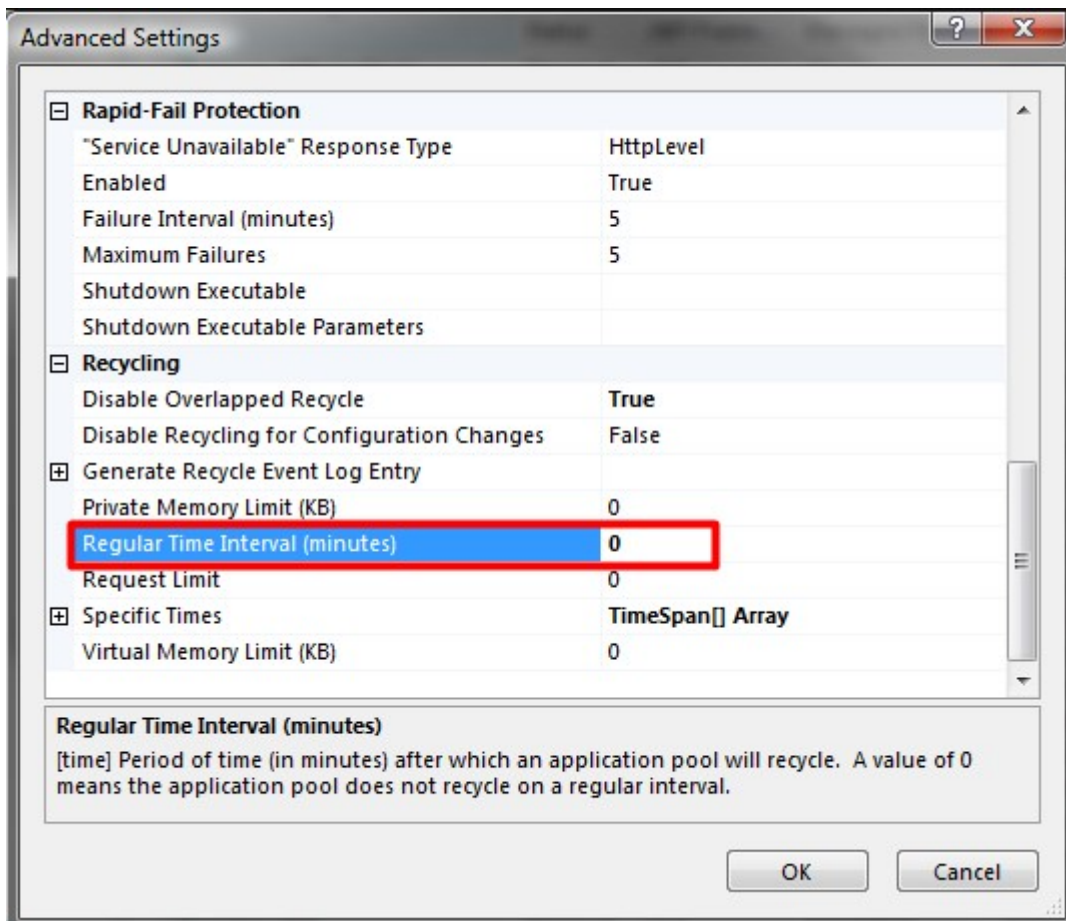 Advanced Settings
Rapid-Fail Protection
"Service Unavailable" Response Type HttpLevel
Enabled True
Failure Interval (minutes) 5
Maximum Failures 5
Shutdown Executable
Shutdown Executable Parameters
Recycling
Disable Overlapped Recycle True
Disable Recycling for Configuration Changes False
Generate Recycle Event Log Entry
Private Memory Limit (KB) 0
Regular Time Interval (minutes) 0
Request Limit 0
Specific Times TimeSpan[] Array
Virtual Memory Limit (KB) 0
Regular Time Interval (minutes)
[time] Period of time (in minutes) after which an application pool will recycle. A value of 0
means the application pool does not recycle on a regular interval.
OK Cancel